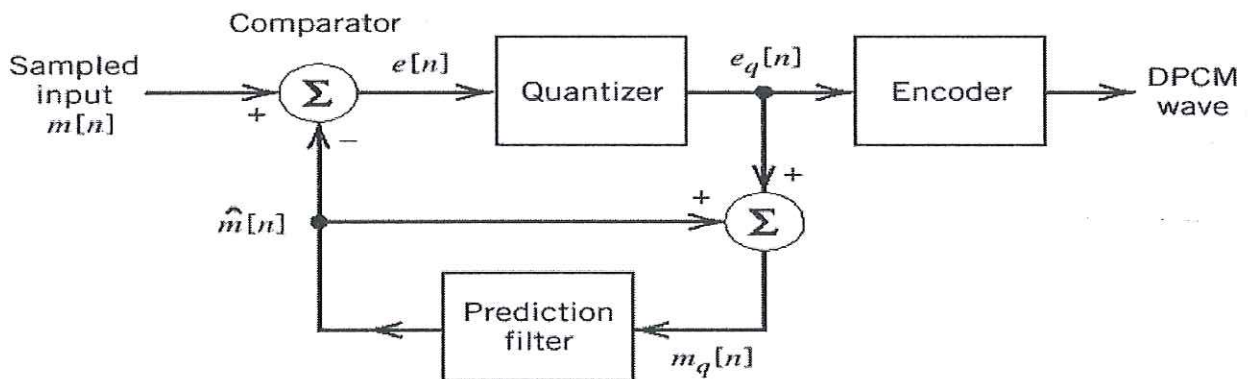 Comparator
Sampled
input
m[n]
+
Σ
−
e[n]
Quantizer
e_q[n]
Encoder
DPCM
wave
m̂[n]
+
+
Σ
Prediction
filter
m_q[n]